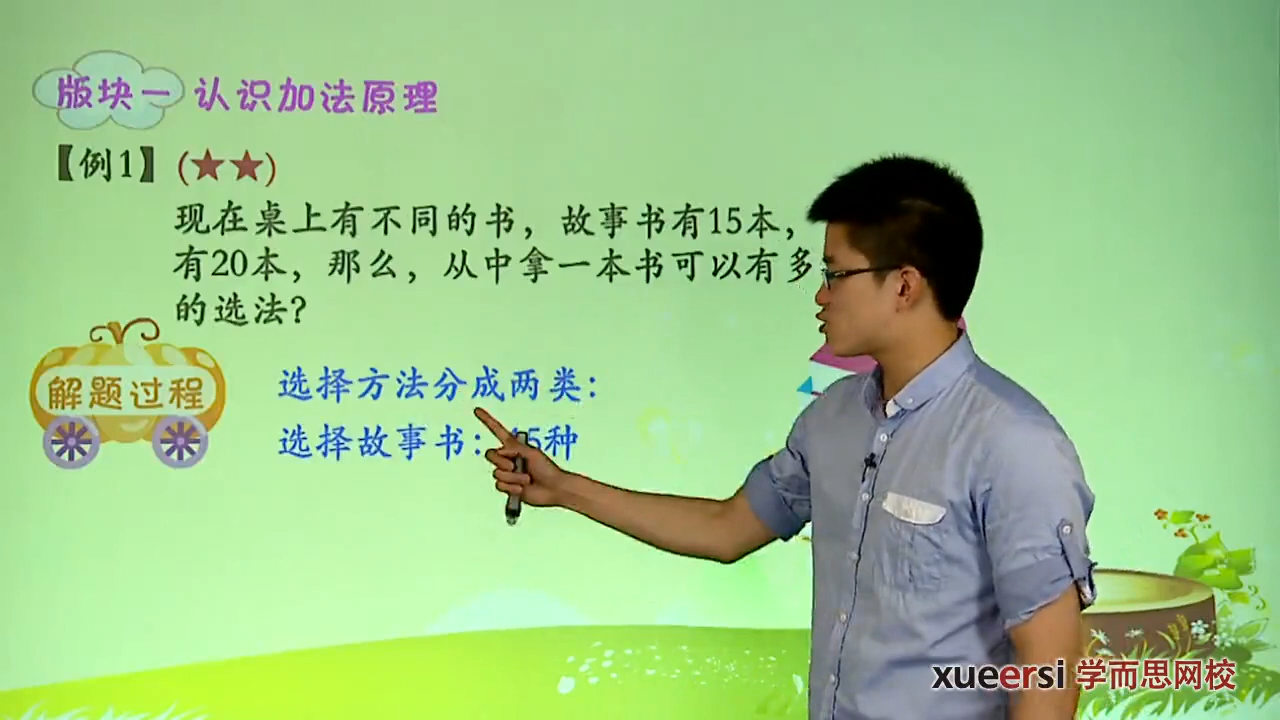 版块一 认识加法原理
【例1】(★★)
现在桌上有不同的书，故事书有15本，
有20本，那么，从中拿一本书可以有多
的选法?
解题过程
选择方法分成两类:
选择故事书: 15种
xueersi 学而思网校